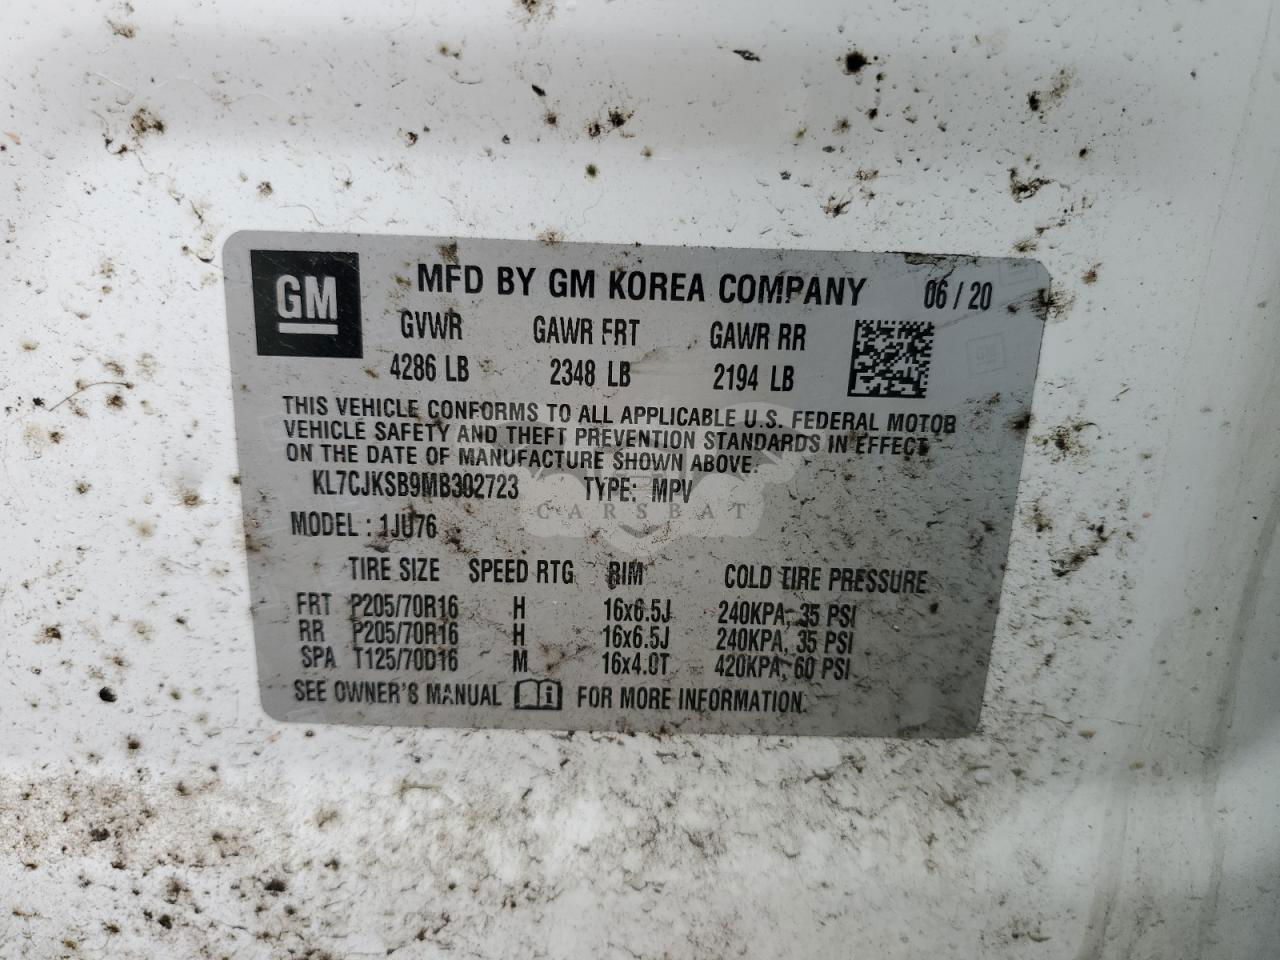 GM
MFD BY GM KOREA COMPANY 06 / 20
GVWR GAWR FRT GAWR RR
4286 LB 2348 LB 2194 LB
THIS VEHICLE CONFORMS TO ALL APPLICABLE U.S. FEDERAL MOTOR
VEHICLE SAFETY AND THEFT PREVENTION STANDARDS IN EFFECT
ON THE DATE OF MANUFACTURE SHOWN ABOVE.
KL7CJKSB9MB302723 TYPE: MPV
CARSBAT
MODEL : 1JU76
TIRE SIZE SPEED RTG RIM COLD TIRE PRESSURE
FRT P205/70R16 H 16x6.5J 240KPA, 35 PSI
RR P205/70R16 H 16x6.5J 240KPA, 35 PSI
SPA T125/70D16 M 16x4.0T 420KPA, 60 PSI
SEE OWNER'S MANUAL FOR MORE INFORMATION.